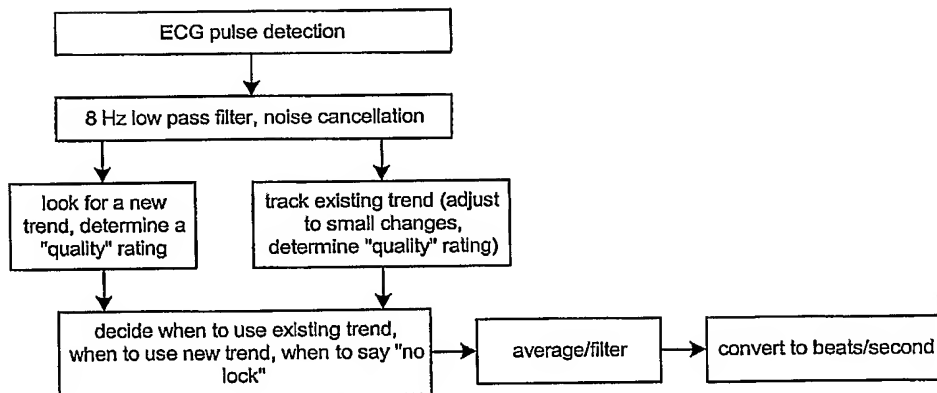 ECG pulse detection
8 Hz low pass filter, noise cancellation
look for a new
trend, determine a
"quality" rating
track existing trend (adjust
to small changes,
determine "quality" rating)
decide when to use existing trend,
when to use new trend, when to say "no
lock"
average/filter
convert to beats/second